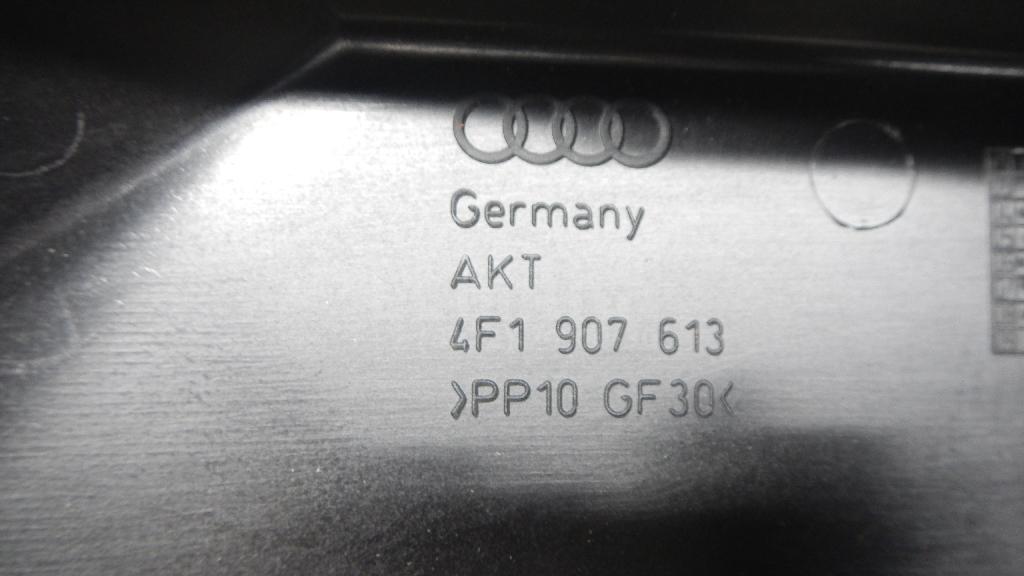 Germany
AKT
4F1 907 613
>PP10 GF30<